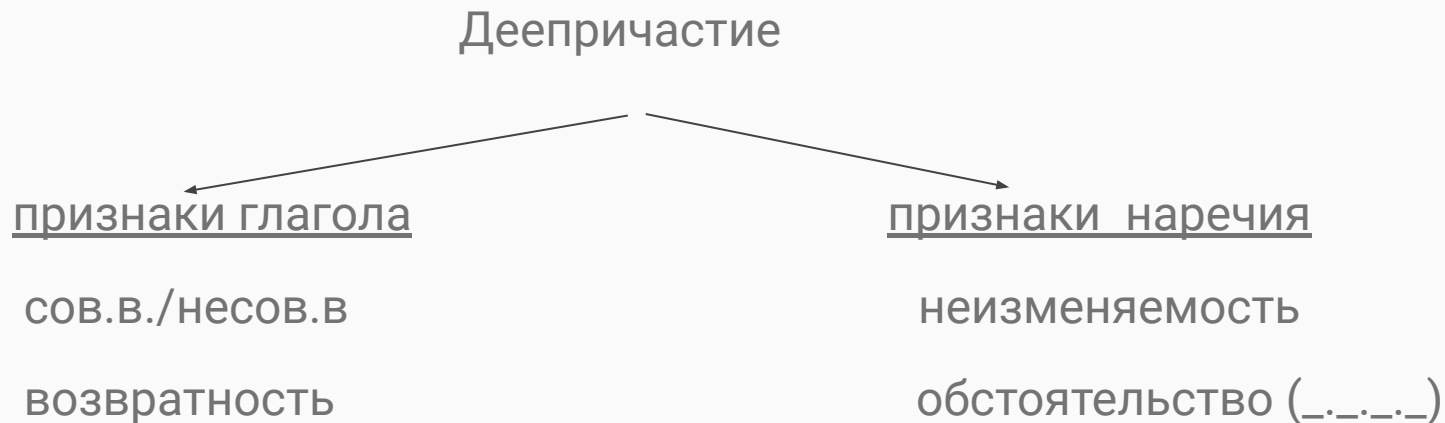 Деепричастие
признаки глагола
признаки наречия
сов.в./несов.в
неизменяемость
возвратность
обстоятельство (_._._._)